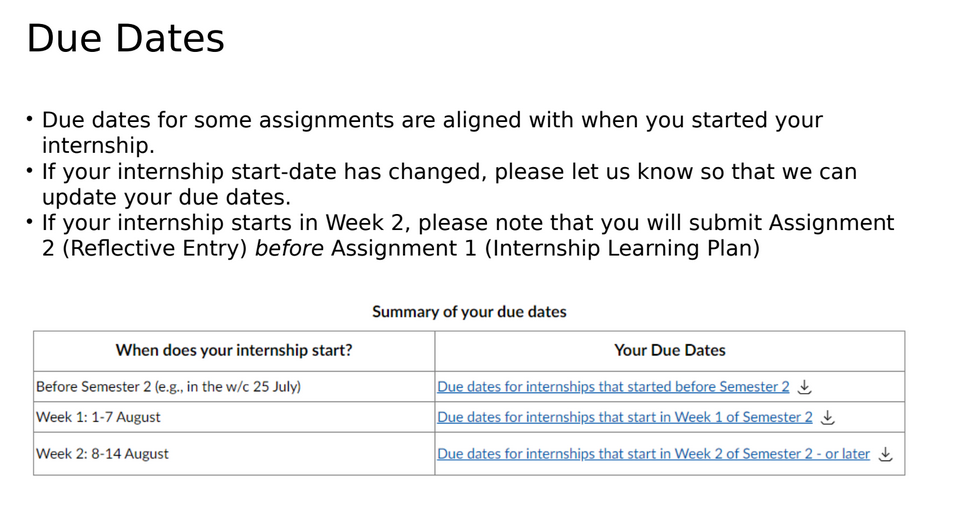 Due Dates
• Due dates for some assignments are aligned with when you started your
internship.
• If your internship start-date has changed, please let us know so that we can
update your due dates.
• If your internship starts in Week 2, please note that you will submit Assignment
2 (Reflective Entry) before Assignment 1 (Internship Learning Plan)
Summary of your due dates
When does your internship start? Your Due Dates
Before Semester 2 (e.g., in the w/c 25 July) Due dates for internships that started before Semester 2
Week 1: 1-7 August Due dates for internships that start in Week 1 of Semester 2
Week 2: 8-14 August Due dates for internships that start in Week 2 of Semester 2 - or later